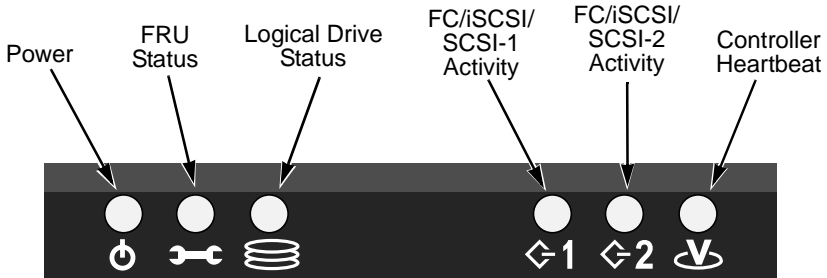 Power
FRU
Status
Logical Drive
Status
FC/iSCSI/
SCSI-1
Activity
FC/iSCSI/
SCSI-2
Activity
Controller
Heartbeat
1
2
V